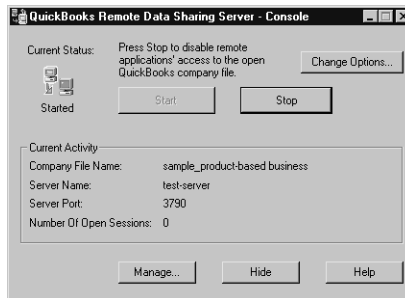 QuickBooks Remote Data Sharing Server - Console
Current Status:
Started
Press Stop to disable remote
applications' access to the open
QuickBooks company file.
Change Options...
Start
Stop
Current Activity
Company File Name: sample_product-based business
Server Name: test-server
Server Port: 3790
Number Of Open Sessions: 0
Manage...
Hide
Help